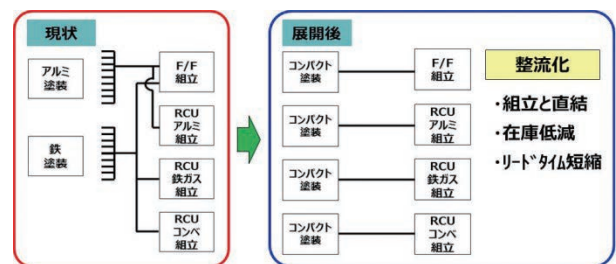 現状
アルミ
塗装
鉄
塗装
F/F
組立
RCU
アルミ
組立
RCU
鉄ガス
組立
RCU
コンベ
組立
展開後
コンパクト
塗装
コンパクト
塗装
コンパクト
塗装
コンパクト
塗装
F/F
組立
RCU
アルミ
組立
RCU
鉄ガス
組立
RCU
コンベ
組立
整流化
・組立と直結
・在庫低減
・ﾘｰﾄﾞﾀｲﾑ短縮